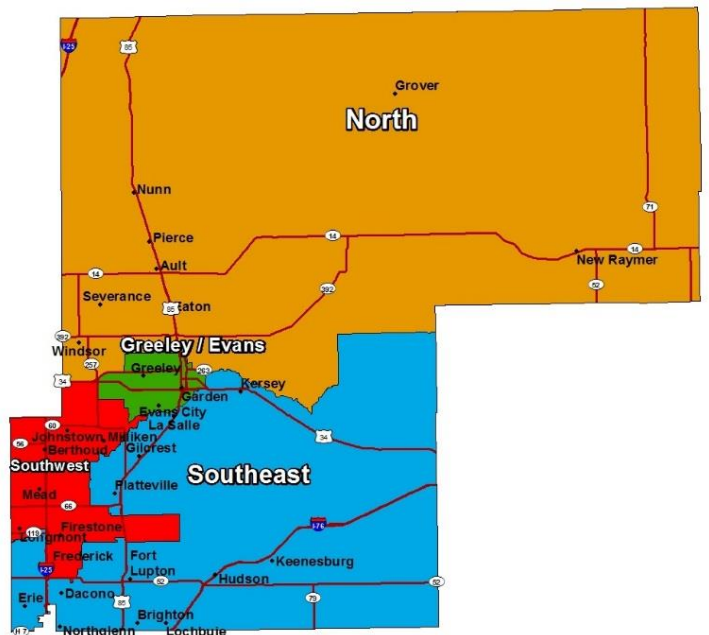 I-25
85
Grover
North
Nunn
71
Pierce
14
14
Ault
New Raymer
14
392
52
Severance
85
Eaton
392
Windsor
Greeley / Evans
257
Greeley
263
34
Kersey
Garden
Evans City
La Salle
60
Johnstown
Milliken
34
56
Berthoud
Gilcrest
Southwest
Southeast
Mead
Platteville
66
119
Firestone
I-76
Longmont
Frederick
Fort
Lupton
Keenesburg
I-25
Hudson
52
52
Dacono
Erie
85
79
Brighton
H 7
Northglenn
Lochbuie